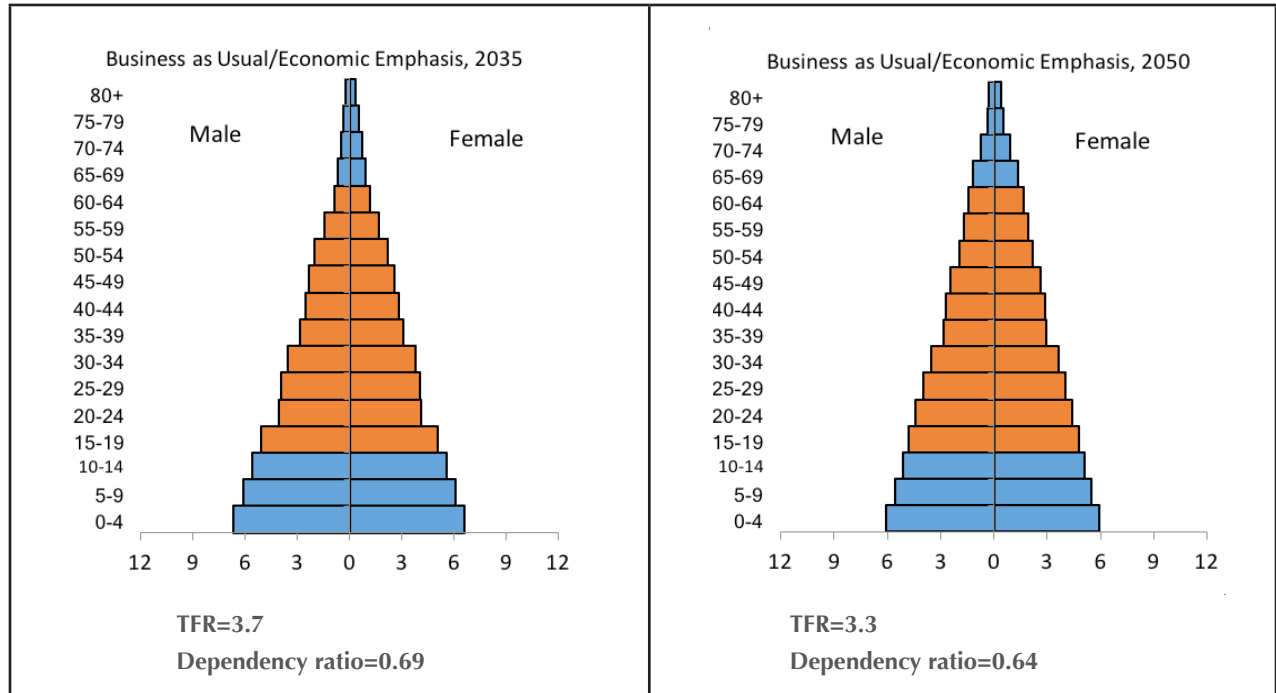 Business as Usual/Economic Emphasis, 2035
80+
75-79
70-74
65-69
60-64
55-59
50-54
45-49
40-44
35-39
30-34
25-29
20-24
15-19
10-14
5-9
0-4
Male
Female
12 9 6 3 0 3 6 9 12
TFR=3.7
Dependency ratio=0.69
Business as Usual/Economic Emphasis, 2050
80+
75-79
70-74
65-69
60-64
55-59
50-54
45-49
40-44
35-39
30-34
25-29
20-24
15-19
10-14
5-9
0-4
Male
Female
12 9 6 3 0 3 6 9 12
TFR=3.3
Dependency ratio=0.64